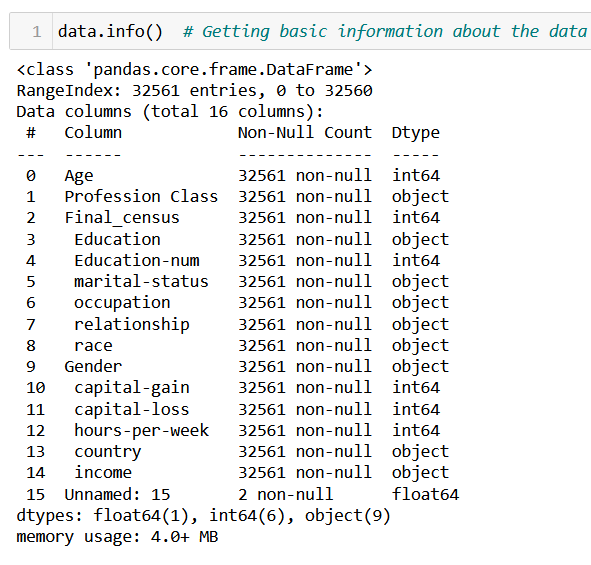 1 data.info()  # Getting basic information about the data
<class 'pandas.core.frame.DataFrame'>
RangeIndex: 32561 entries, 0 to 32560
Data columns (total 16 columns):
 #   Column            Non-Null Count  Dtype
---  ------            --------------  -----
 0   Age               32561 non-null  int64
 1   Profession Class  32561 non-null  object
 2   Final_census      32561 non-null  int64
 3    Education        32561 non-null  object
 4    Education-num    32561 non-null  int64
 5    marital-status   32561 non-null  object
 6    occupation       32561 non-null  object
 7    relationship     32561 non-null  object
 8    race             32561 non-null  object
 9   Gender            32561 non-null  object
 10   capital-gain     32561 non-null  int64
 11   capital-loss     32561 non-null  int64
 12   hours-per-week   32561 non-null  int64
 13   country          32561 non-null  object
 14   income           32561 non-null  object
 15  Unnamed: 15       2 non-null      float64
dtypes: float64(1), int64(6), object(9)
memory usage: 4.0+ MB